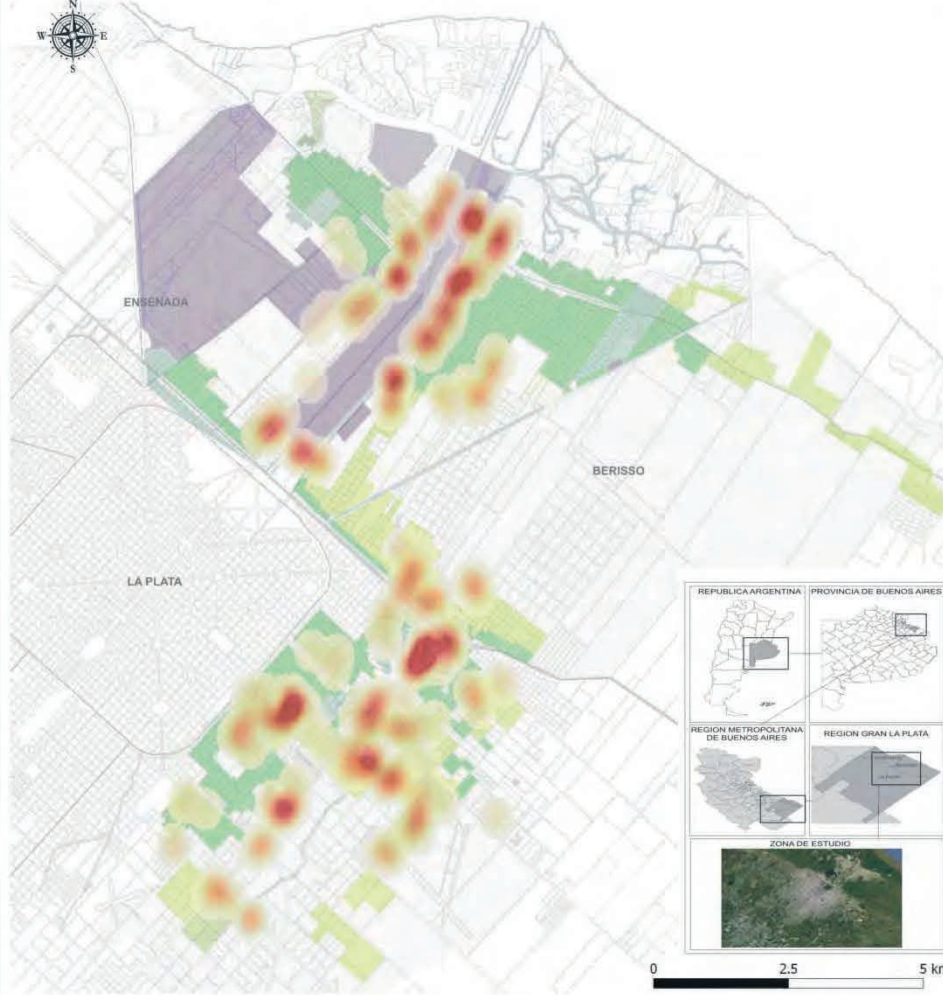 N
W E
S
ENSENADA
BERISSO
LA PLATA
REPUBLICA ARGENTINA
PROVINCIA DE BUENOS AIRES
REGION METROPOLITANA
DE BUENOS AIRES
REGION GRAN LA PLATA
ZONA DE ESTUDIO
0 2.5 5 km